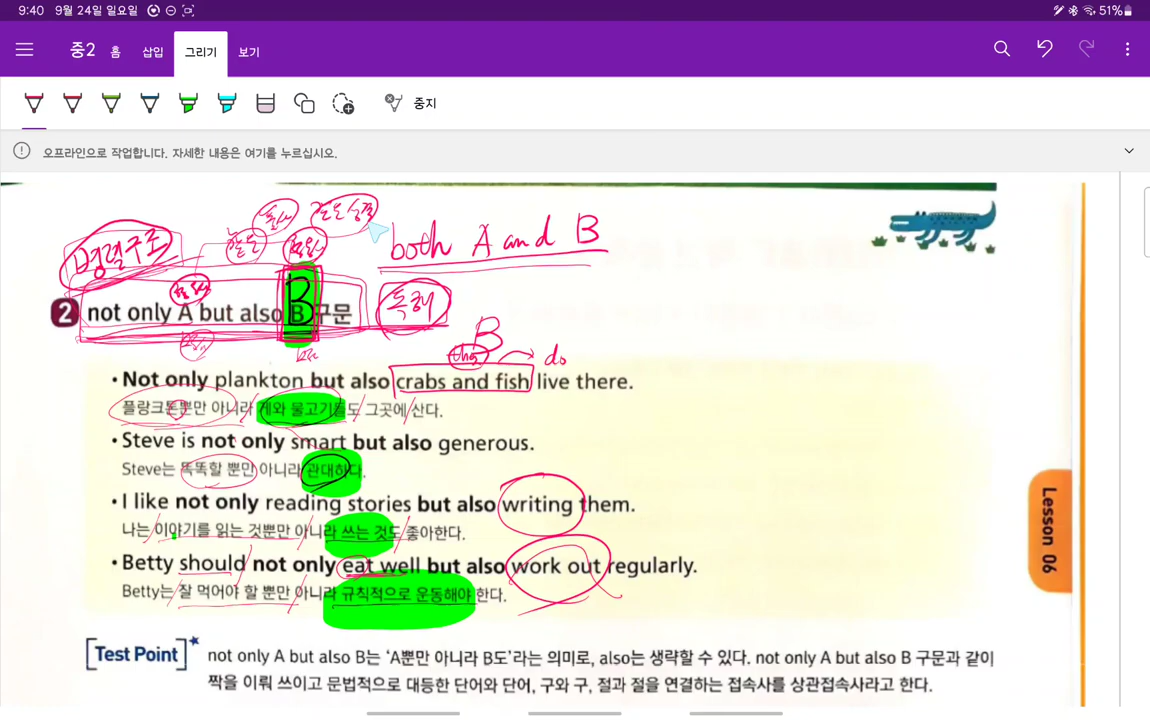 9:40 9월 24일 일요일 51%
중2 홈 삽입 그리기 보기
중지
오프라인으로 작업합니다. 자세한 내용은 여기를 누르십시오.
동사
병렬구조 both A and B
2 not only A but also B 구문 독해
B
they do
• Not only plankton but also crabs and fish live there.
플랑크톤뿐만 아니라 게와 물고기들도 그곳에 산다.
• Steve is not only smart but also generous.
Steve는 똑똑할 뿐만 아니라 관대하다.
• I like not only reading stories but also writing them.
나는 이야기를 읽는 것뿐만 아니라 쓰는 것도 좋아한다.
• Betty should not only eat well but also work out regularly.
Betty는 잘 먹어야 할 뿐만 아니라 규칙적으로 운동해야 한다.
Lesson 06
[Test Point]★ not only A but also B는 ‘A뿐만 아니라 B도’라는 의미로, also는 생략할 수 있다. not only A but also B 구문과 같이
짝을 이뤄 쓰이고 문법적으로 대등한 단어와 단어, 구와 구, 절과 절을 연결하는 접속사를 상관접속사라고 한다.